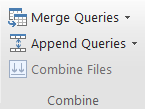 Merge Queries
Append Queries
Combine Files
Combine